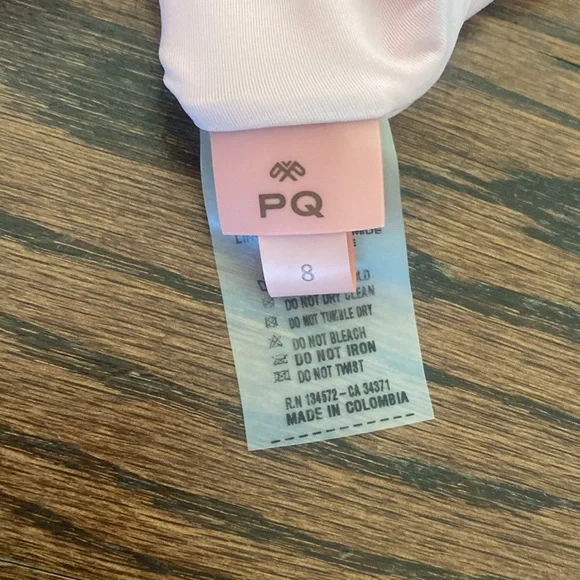 PQ
8
DO NOT DRY CLEAN
DO NOT TUMBLE DRY
DO NOT BLEACH
DO NOT IRON
DO NOT TWIST
R.N 134572-CA 34371
MADE IN COLOMBIA